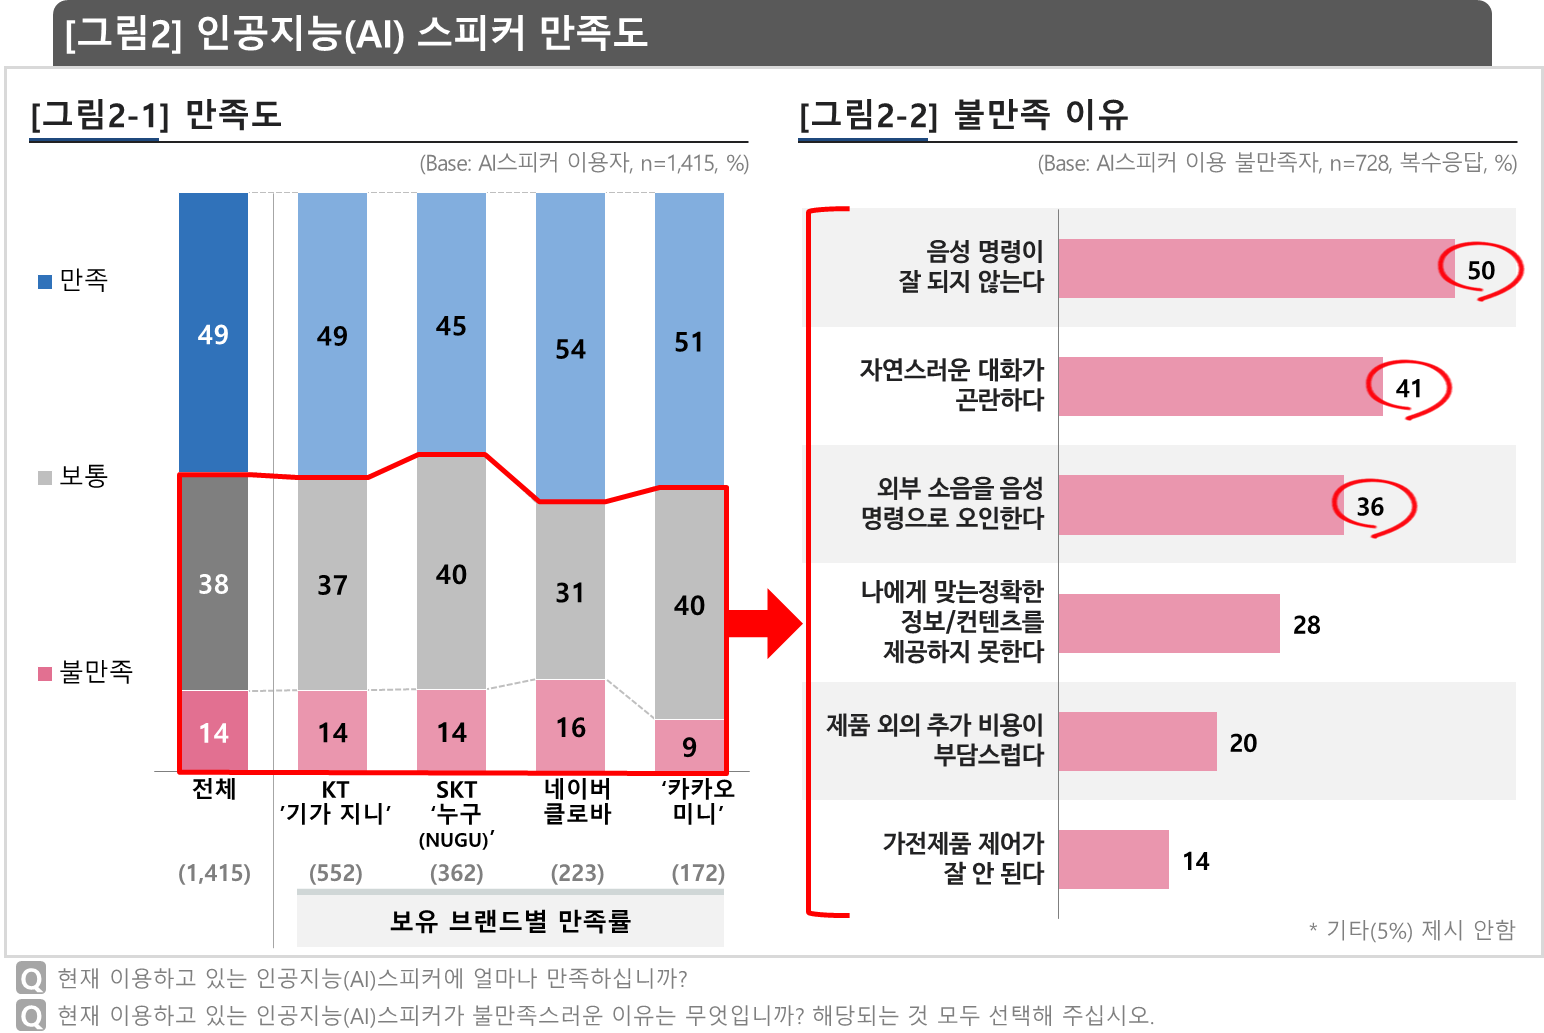 [그림2] 인공지능(AI) 스피커 만족도
[그림2-1] 만족도
(Base: AI스피커 이용자, n=1,415, %)
만족
보통
불만족
49
49
45
54
51
38
37
40
31
40
14
14
14
16
9
전체
KT
'기가 지니'
SKT
‘누구
(NUGU)’
네이버
클로바
‘카카오
미니’
(1,415)
(552)
(362)
(223)
(172)
보유 브랜드별 만족률
[그림2-2] 불만족 이유
(Base: AI스피커 이용 불만족자, n=728, 복수응답, %)
음성 명령이
잘 되지 않는다
50
자연스러운 대화가
곤란하다
41
외부 소음을 음성
명령으로 오인한다
36
나에게 맞는정확한
정보/컨텐츠를
제공하지 못한다
28
제품 외의 추가 비용이
부담스럽다
20
가전제품 제어가
잘 안 된다
14
* 기타(5%) 제시 안함
Q 현재 이용하고 있는 인공지능(AI)스피커에 얼마나 만족하십니까?
Q 현재 이용하고 있는 인공지능(AI)스피커가 불만족스러운 이유는 무엇입니까? 해당되는 것 모두 선택해 주십시오.